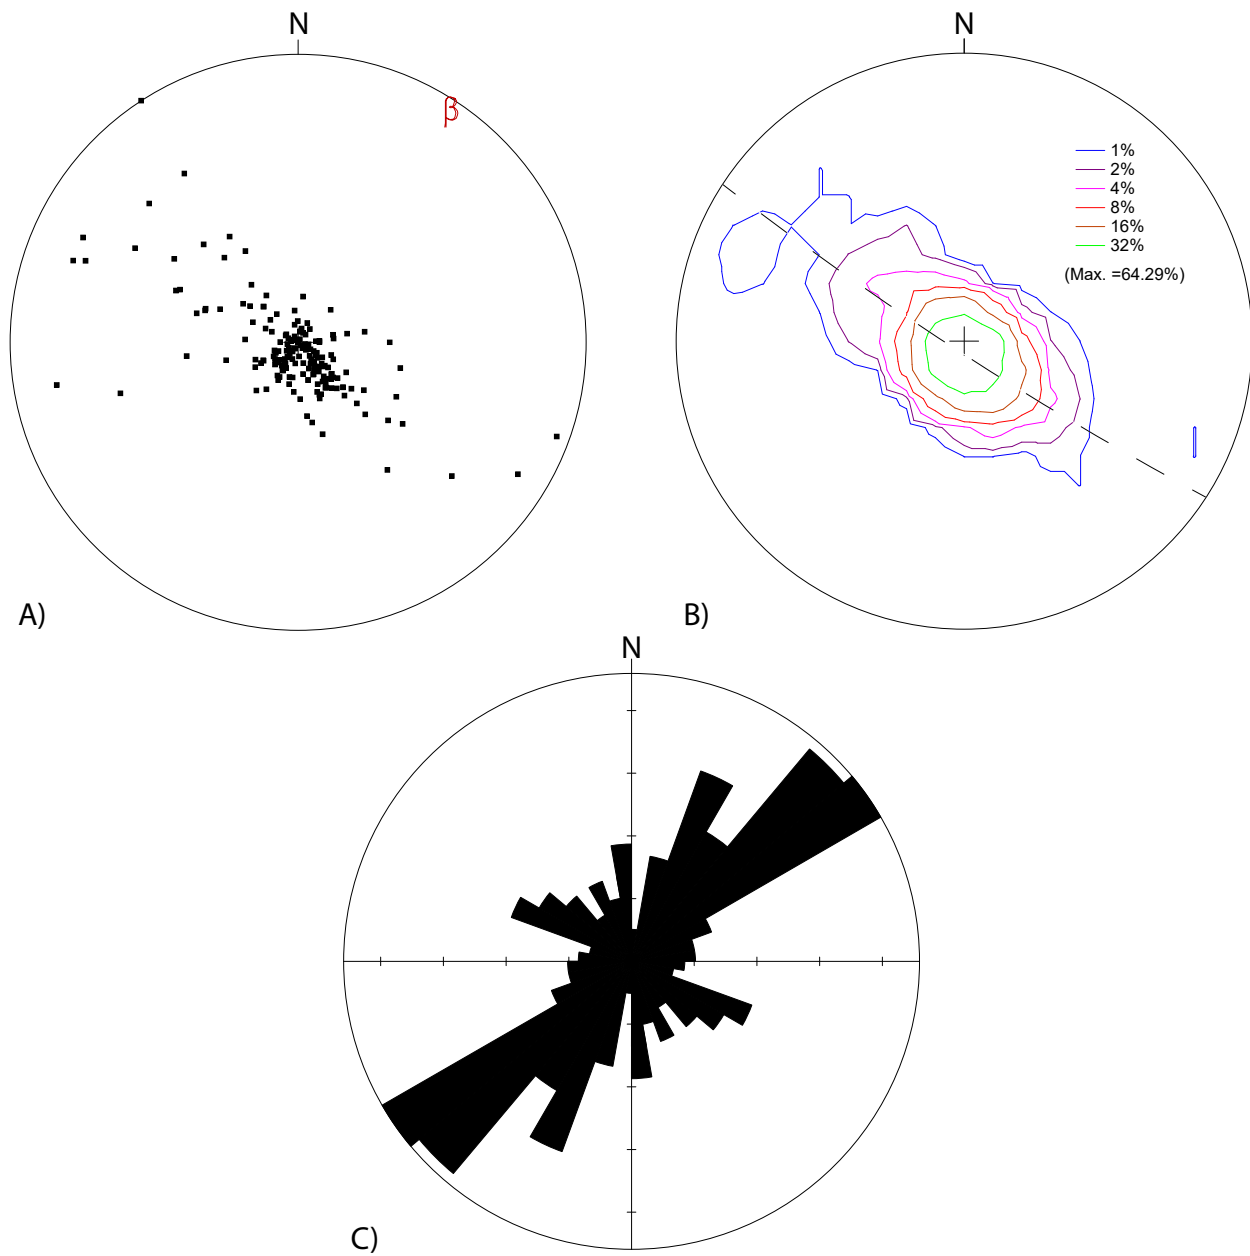 N
N
β
1%
2%
4%
8%
16%
32%
(Max. =64.29%)
A)
B)
N
C)